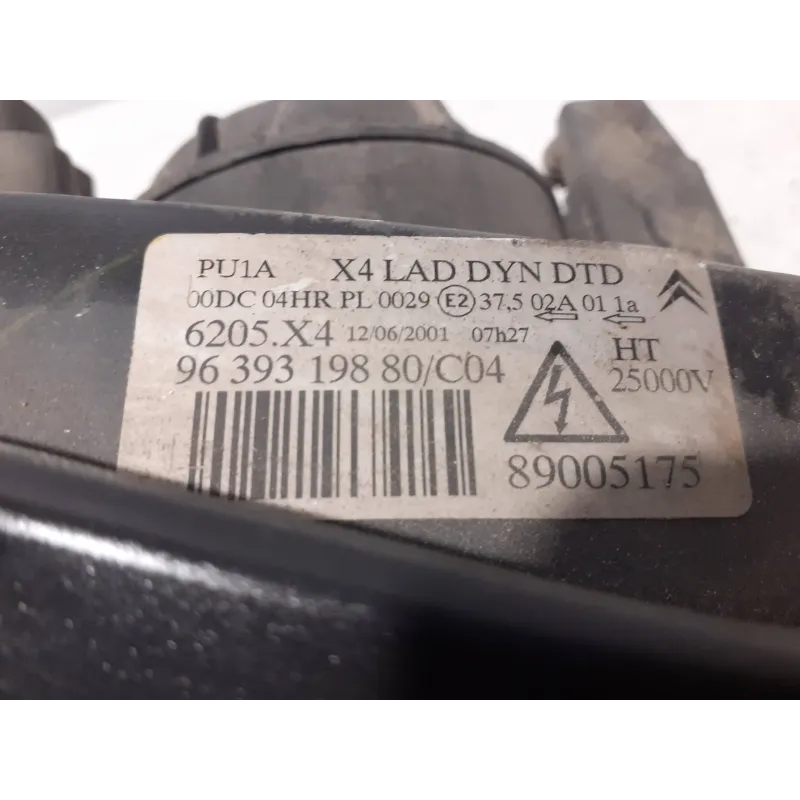 PU1A X4 LAD DYN DTD
00DC 04HR PL 0029 E2 37,5 02A 01 1a
6205.X4 12/06/2001 07h27
96 393 198 80/C04
HT
25000V
89005175